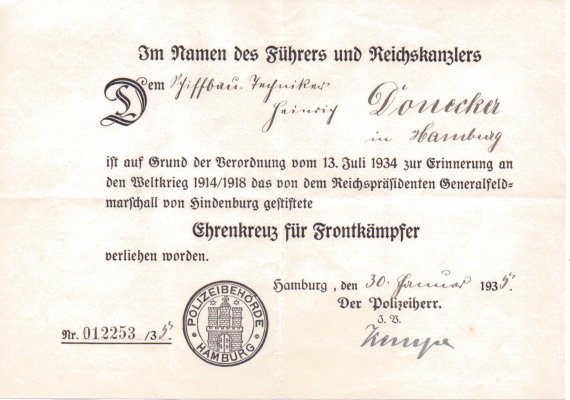 Im Namen des Führers und Reichskanzlers
Dem Schiffbau-Techniker
Heinrich Donecker
in Hamburg
ist auf Grund der Verordnung vom 13. Juli 1934 zur Erinnerung an
den Weltkrieg 1914/1918 das von dem Reichspräsidenten Generalfeld-
marschall von Hindenburg gestiftete
Ehrenkreuz für Frontkämpfer
verliehen worden.
Hamburg, den 30. Januar 1935.
Der Polizeiherr.
J. V.
Nr. 012253 /35.
POLIZEIBEHÖRDE
HAMBURG